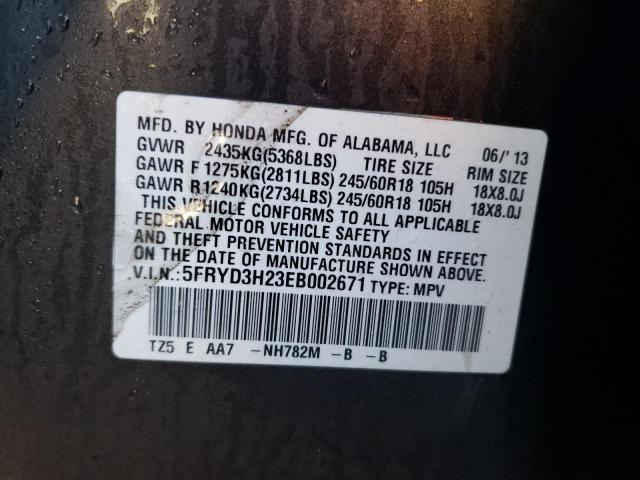 MFD. BY HONDA MFG. OF ALABAMA, LLC 06/'13
GVWR 2435KG(5368LBS) TIRE SIZE RIM SIZE
GAWR F 1275KG(2811LBS) 245/60R18 105H 18X8.0J
GAWR R 1240KG(2734LBS) 245/60R18 105H 18X8.0J
THIS VEHICLE CONFORMS TO ALL APPLICABLE
FEDERAL MOTOR VEHICLE SAFETY
AND THEFT PREVENTION STANDARDS IN EFFECT
ON THE DATE OF MANUFACTURE SHOWN ABOVE.
V.I.N.:5FRYD3H23EB002671 TYPE: MPV
TZ5 E AA7 -NH782M -B -B